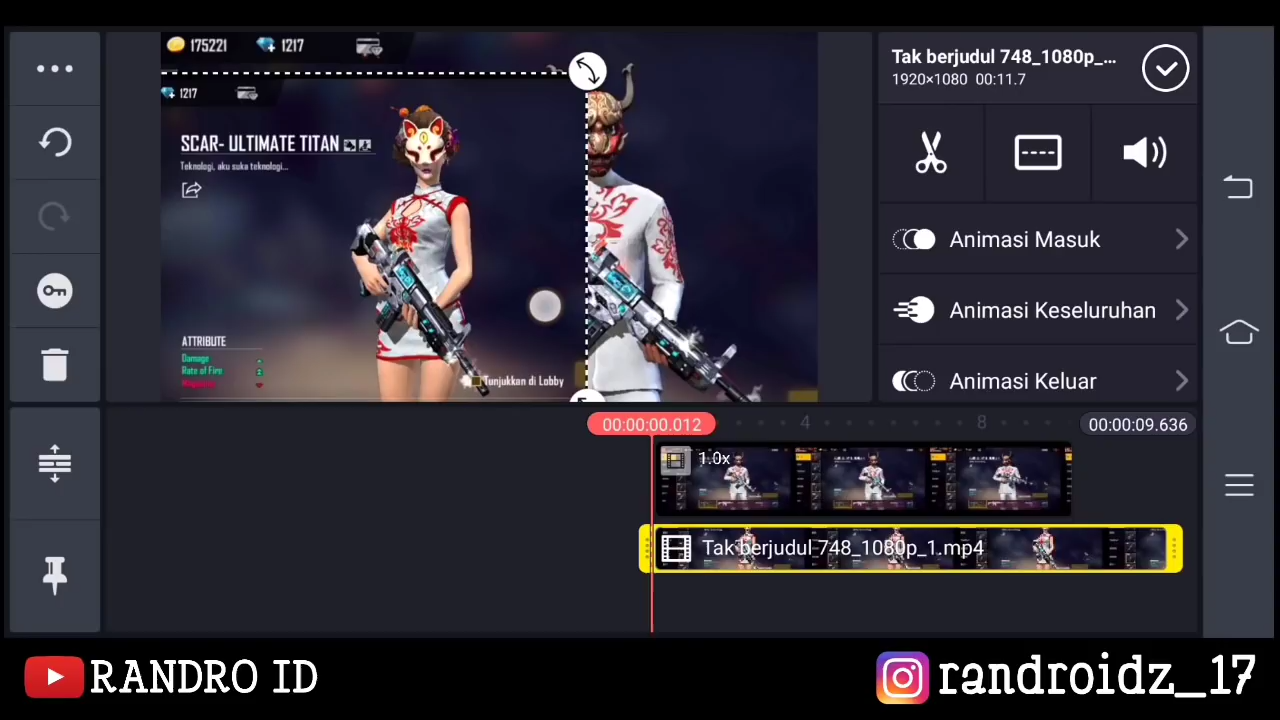 175221 1217
1217
SCAR- ULTIMATE TITAN
Teknologi, aku suka teknologi...
ATTRIBUTE
Damage
Rate of Fire
Tunjukkan di Lobby
Tak berjudul 748_1080p_...
1920×1080 00:11.7
Animasi Masuk
Animasi Keseluruhan
Animasi Keluar
00:00:00.012 4 8 00:00:09.636
1.0x
Tak berjudul 748_1080p_1.mp4
RANDRO ID
randroidz_17